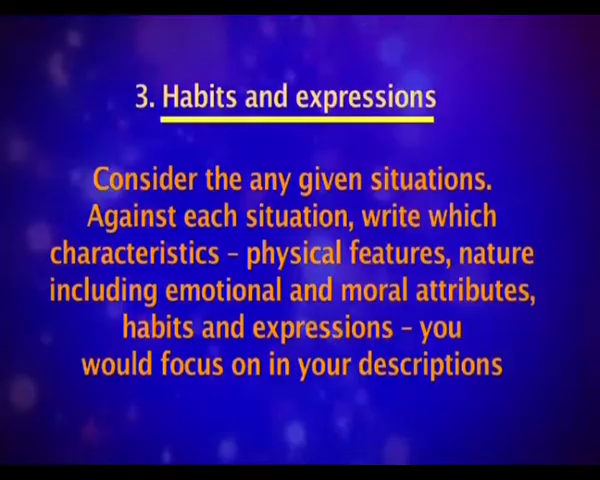 3. Habits and expressions
Consider the any given situations.
Against each situation, write which
characteristics – physical features, nature
including emotional and moral attributes,
habits and expressions – you
would focus on in your descriptions